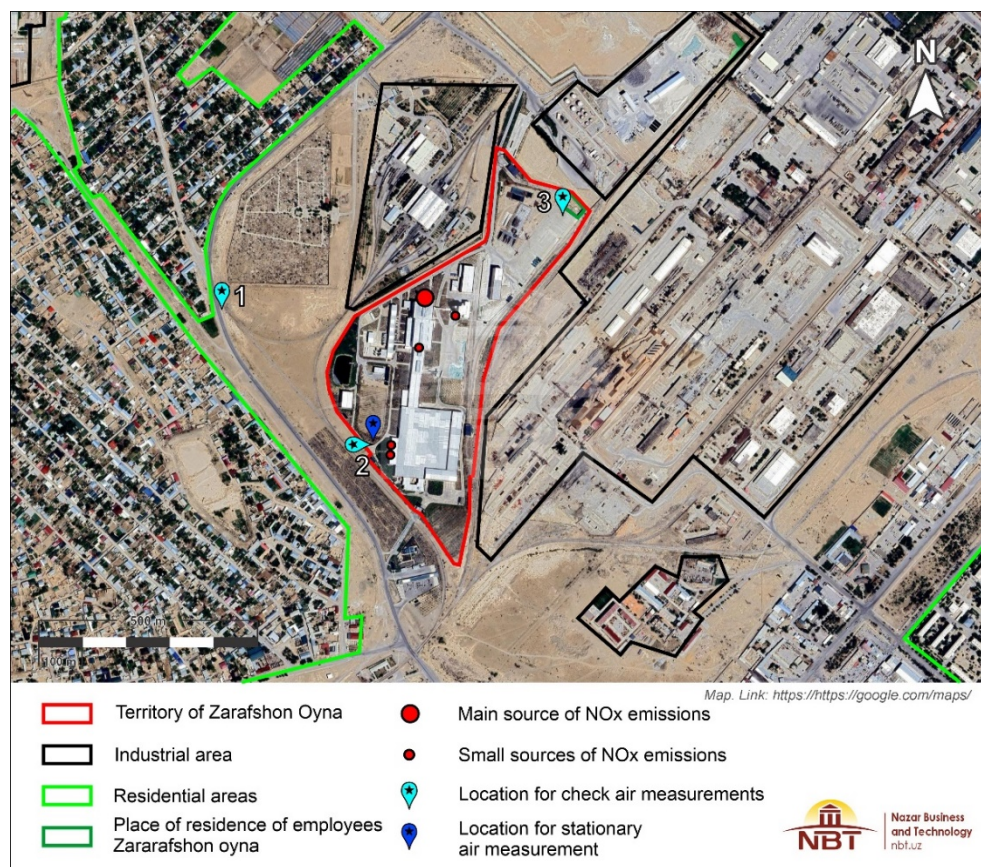 N
3
1
2
500 m
100 m
Map. Link: https://https://google.com/maps/
Territory of Zarafshon Oyna
Industrial area
Residential areas
Place of residence of employees
Zararafshon oyna
Main source of NOx emissions
Small sources of NOx emissions
Location for check air measurements
Location for stationary
air measurement
NBT
Nazar Business
and Technology
nbt.uz